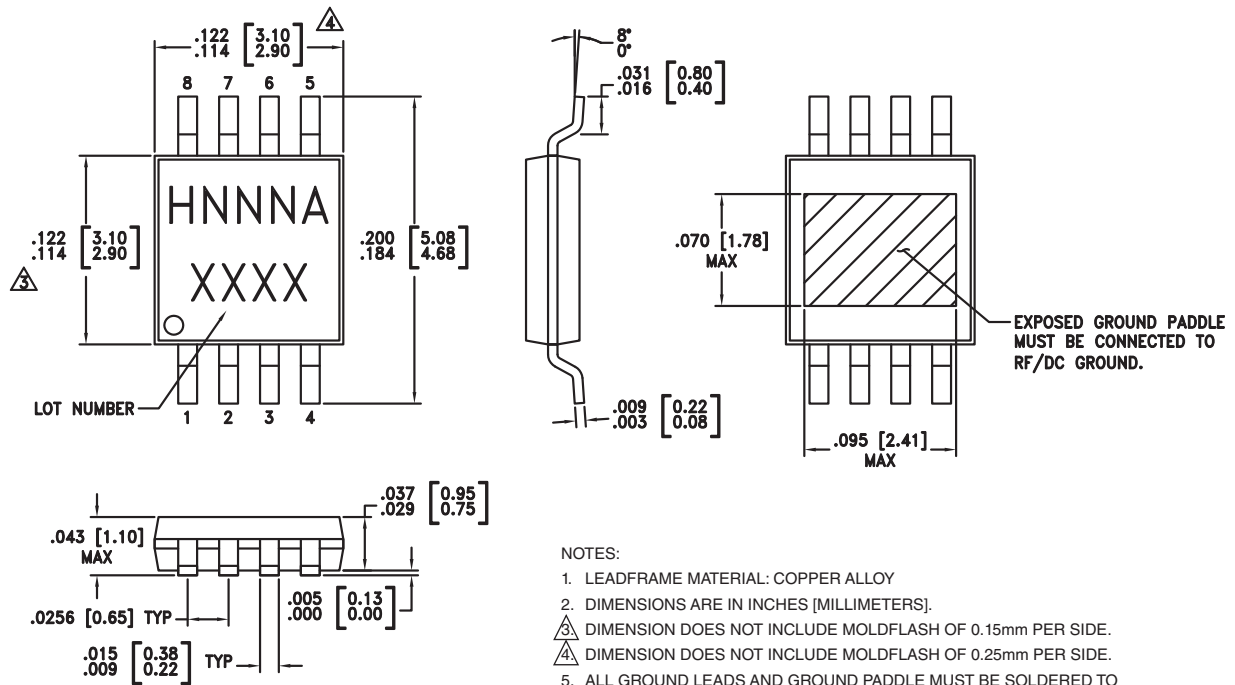 .122 [3.10]
.114 [2.90]
4
8 7 6 5
.122 [3.10]
.114 [2.90]
3
HNNNA
XXXX
.200 [5.08]
.184 [4.68]
LOT NUMBER
1 2 3 4
8°
0°
.031 [0.80]
.016 [0.40]
.009 [0.22]
.003 [0.08]
.070 [1.78]
MAX
EXPOSED GROUND PADDLE
MUST BE CONNECTED TO
RF/DC GROUND.
.095 [2.41]
MAX
.037 [0.95]
.029 [0.75]
.043 [1.10]
MAX
.0256 [0.65] TYP
.005 [0.13]
.000 [0.00]
.015 [0.38]
.009 [0.22] TYP
NOTES:
1. LEADFRAME MATERIAL: COPPER ALLOY
2. DIMENSIONS ARE IN INCHES [MILLIMETERS].
3. DIMENSION DOES NOT INCLUDE MOLDFLASH OF 0.15mm PER SIDE.
4. DIMENSION DOES NOT INCLUDE MOLDFLASH OF 0.25mm PER SIDE.
5. ALL GROUND LEADS AND GROUND PADDLE MUST BE SOLDERED TO